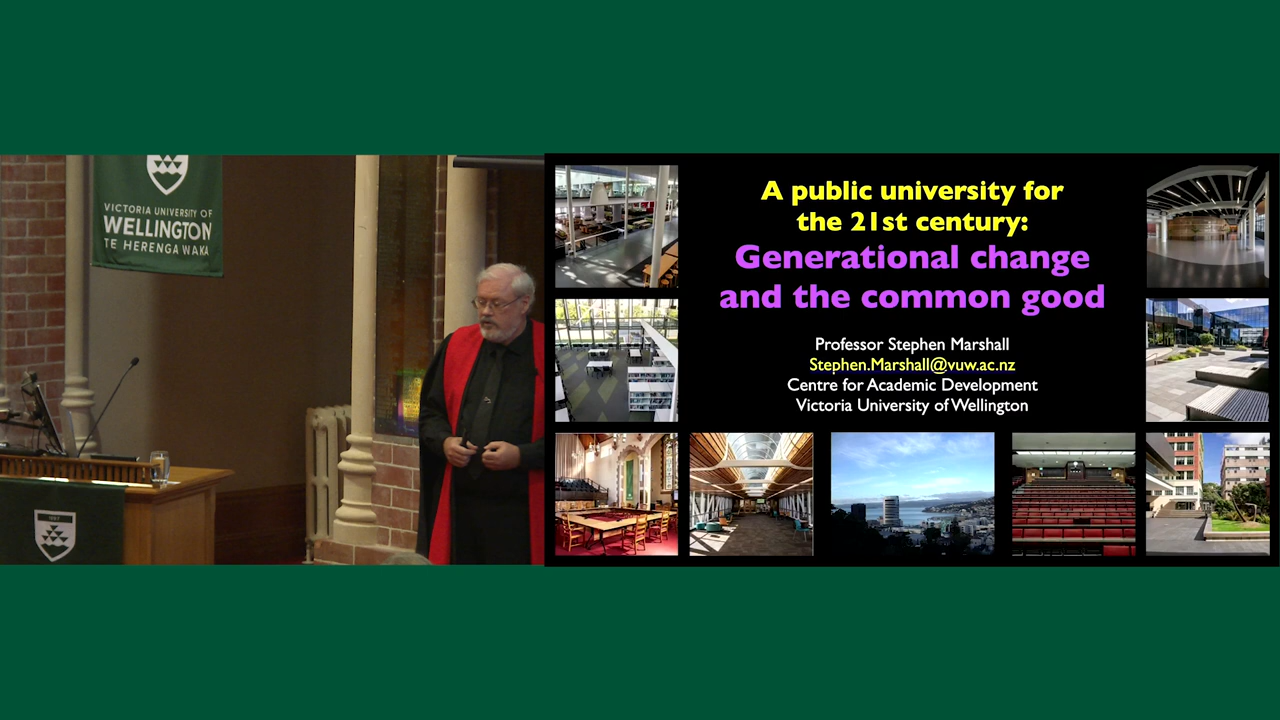 VICTORIA UNIVERSITY OF
WELLINGTON
TE HERENGA WAKA
A public university for
the 21st century:
Generational change
and the common good
Professor Stephen Marshall
Stephen.Marshall@vuw.ac.nz
Centre for Academic Development
Victoria University of Wellington